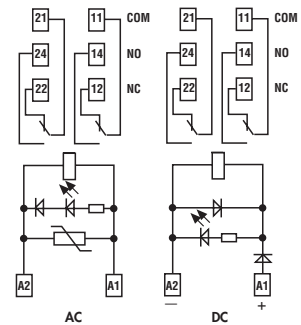 21 11 COM 21 11 COM
24 14 NO 24 14 NO
22 12 NC 22 12 NC
A2 A1 A2 A1
— +
AC DC